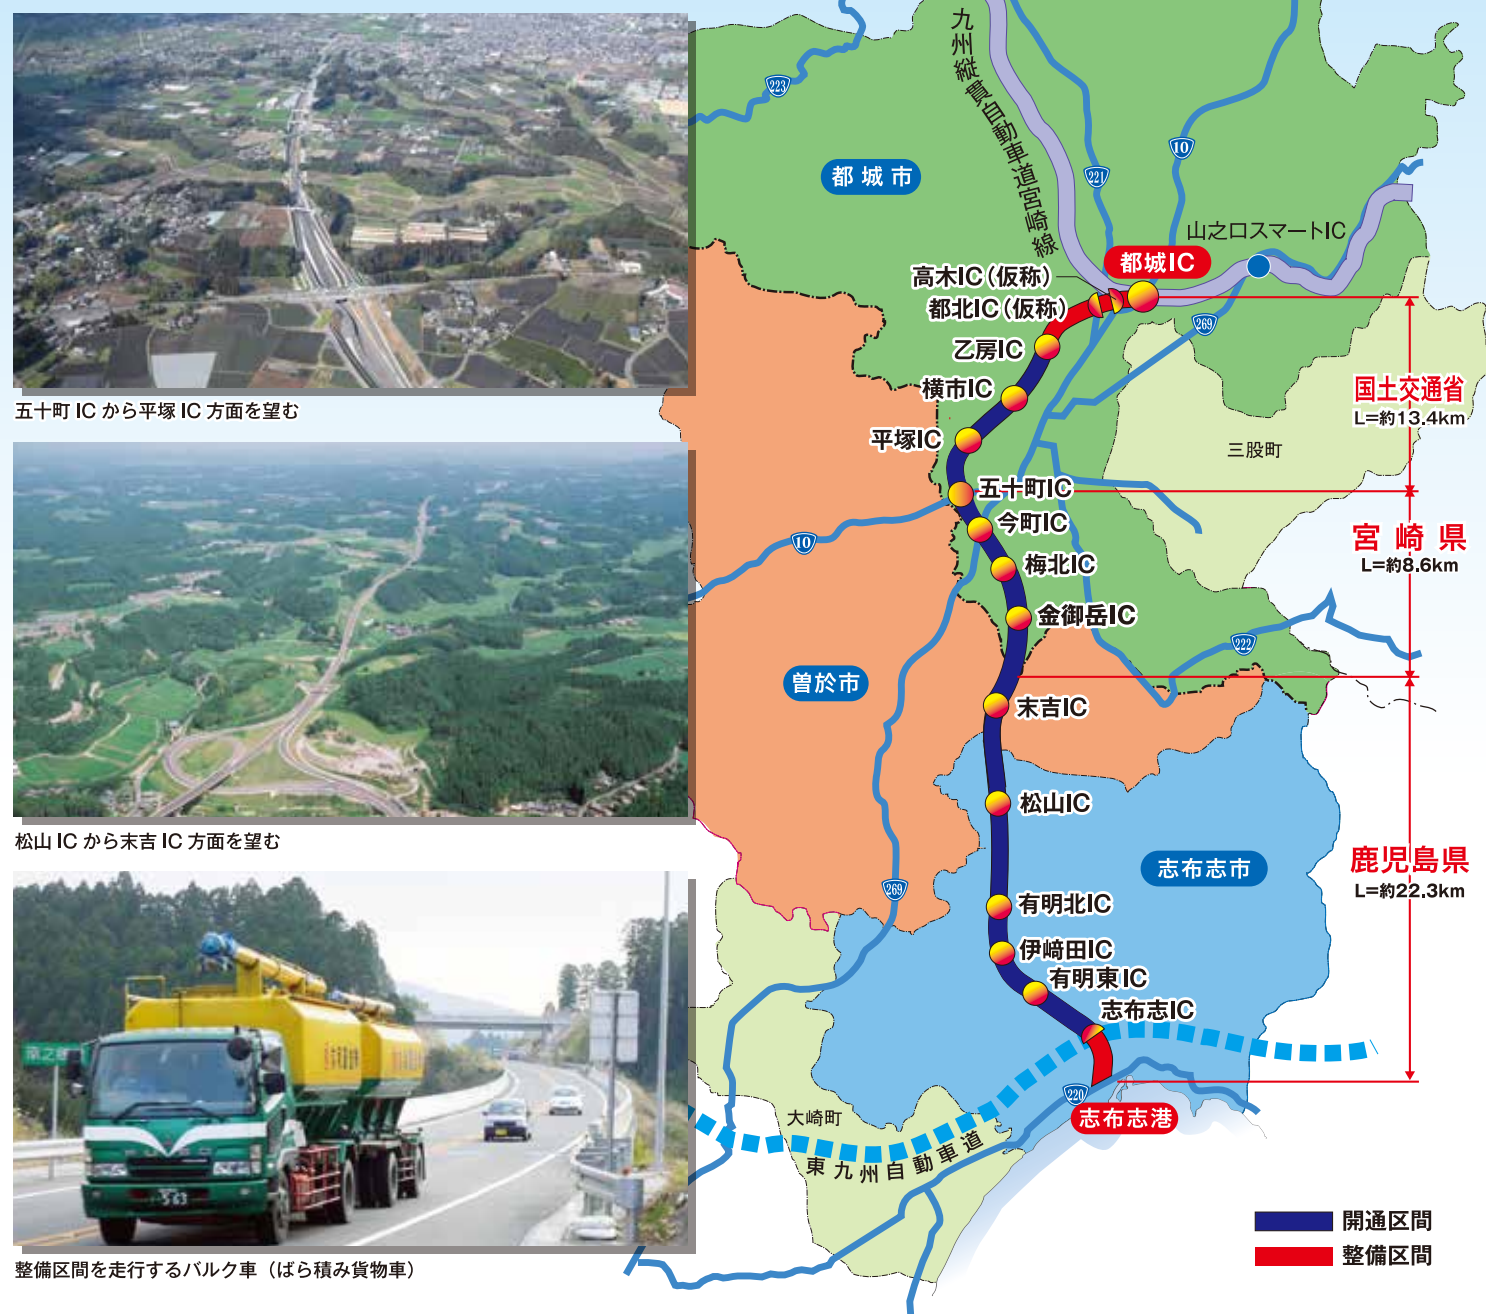 五十町 IC から平塚 IC 方面を望む
松山 IC から末吉 IC 方面を望む
563
整備区間を走行するバルク車（ばら積み貨物車）
九州縦貫自動車道宮崎線
223
都城市
221
10
山之口スマートIC
都城IC
高木IC（仮称）
都北IC（仮称）
269
乙房IC
横市IC
国土交通省
L=約13.4km
平塚IC
三股町
五十町IC
今町IC
10
宮崎県
L=約8.6km
梅北IC
金御岳IC
222
曽於市
末吉IC
松山IC
志布志市
鹿児島県
L=約22.3km
269
有明北IC
伊﨑田IC
有明東IC
志布志IC
220
志布志港
大崎町
東九州自動車道
開通区間
整備区間